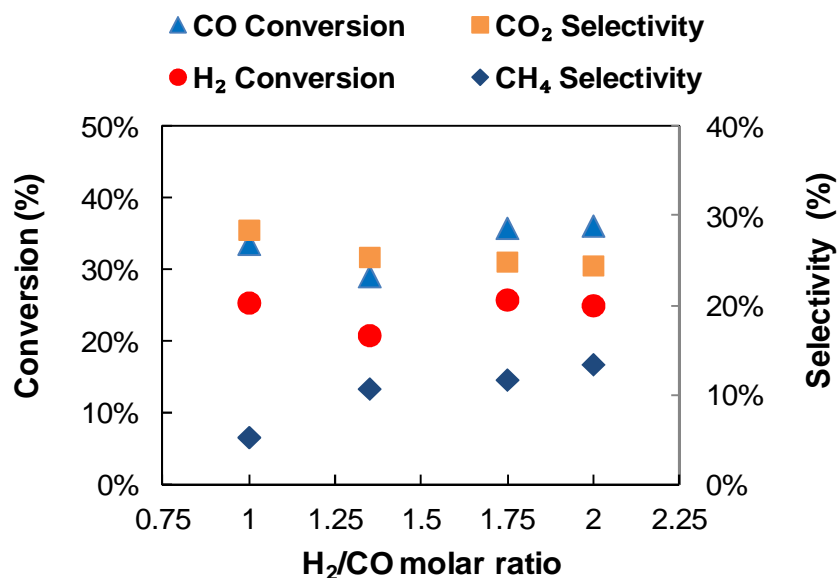 CO Conversion
CO₂ Selectivity
H₂ Conversion
CH₄ Selectivity
50%
40%
30%
20%
10%
0%
Conversion (%)
40%
30%
20%
10%
0%
Selectivity (%)
0.75 1 1.25 1.5 1.75 2 2.25
H₂/CO molar ratio